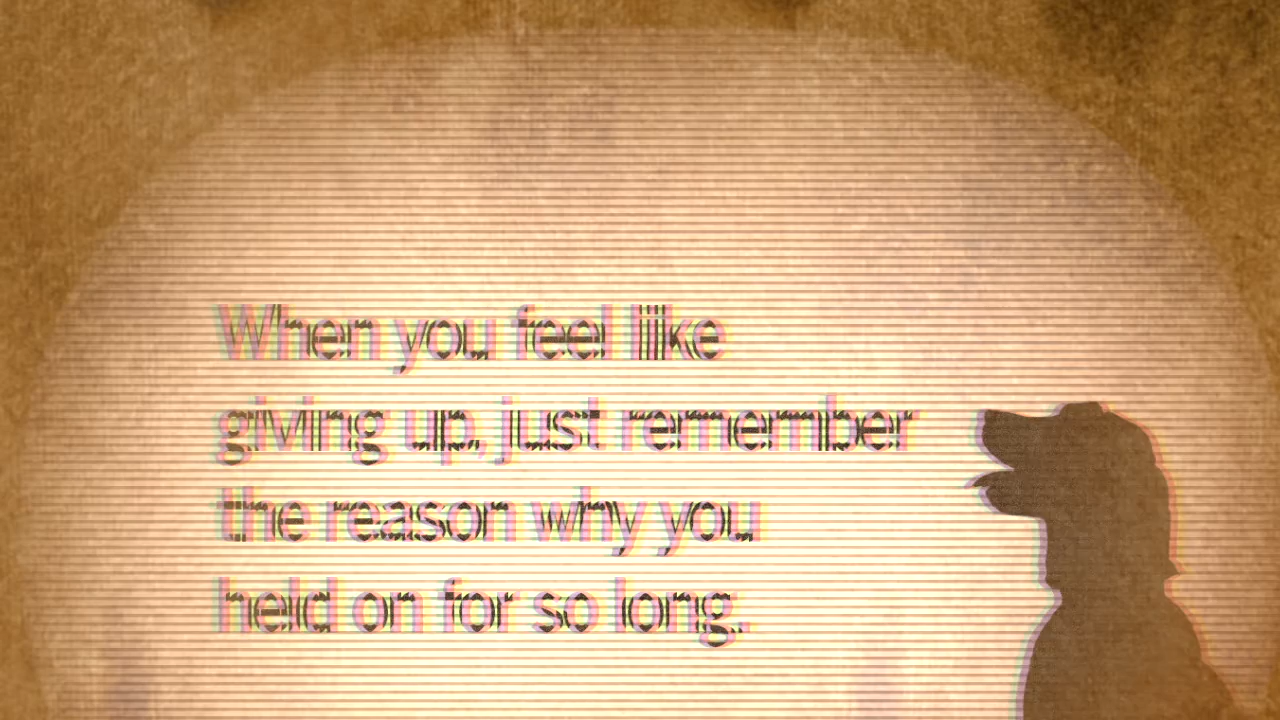 When you feel like
giving up, just remember
the reason why you
held on for so long.